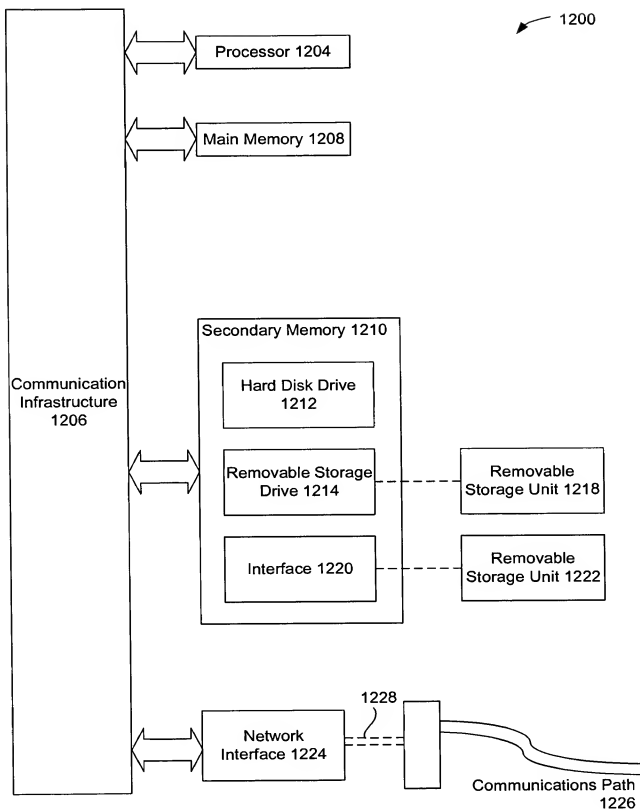 1200
Processor 1204
Main Memory 1208
Communication
Infrastructure
1206
Secondary Memory 1210
Hard Disk Drive
1212
Removable Storage
Drive 1214
Removable
Storage Unit 1218
Interface 1220
Removable
Storage Unit 1222
1228
Network
Interface 1224
Communications Path
1226